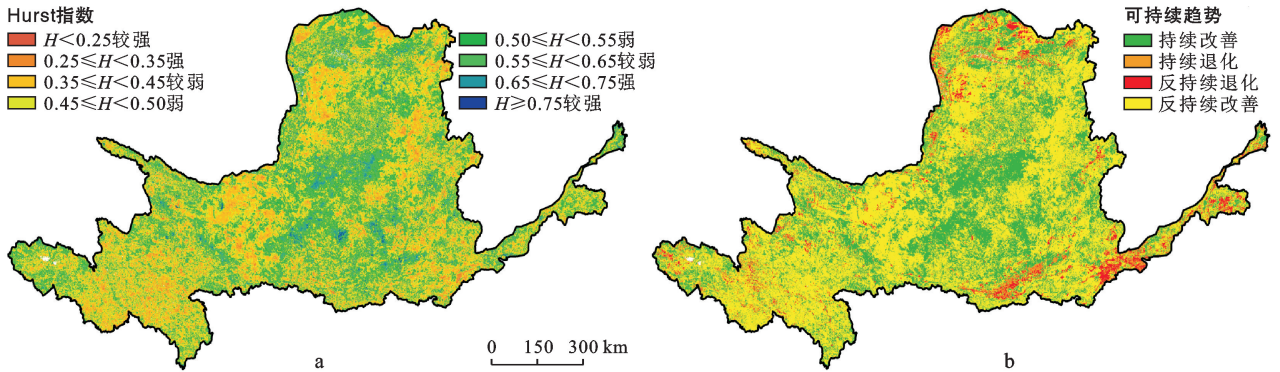 Hurst指数
H＜0.25较强
0.25≤H＜0.35强
0.35≤H＜0.45较弱
0.45≤H＜0.50弱
0.50≤H＜0.55弱
0.55≤H＜0.65较弱
0.65≤H＜0.75强
H≥0.75较强
可持续趋势
持续改善
持续退化
反持续退化
反持续改善
0 150 300 km
a
b